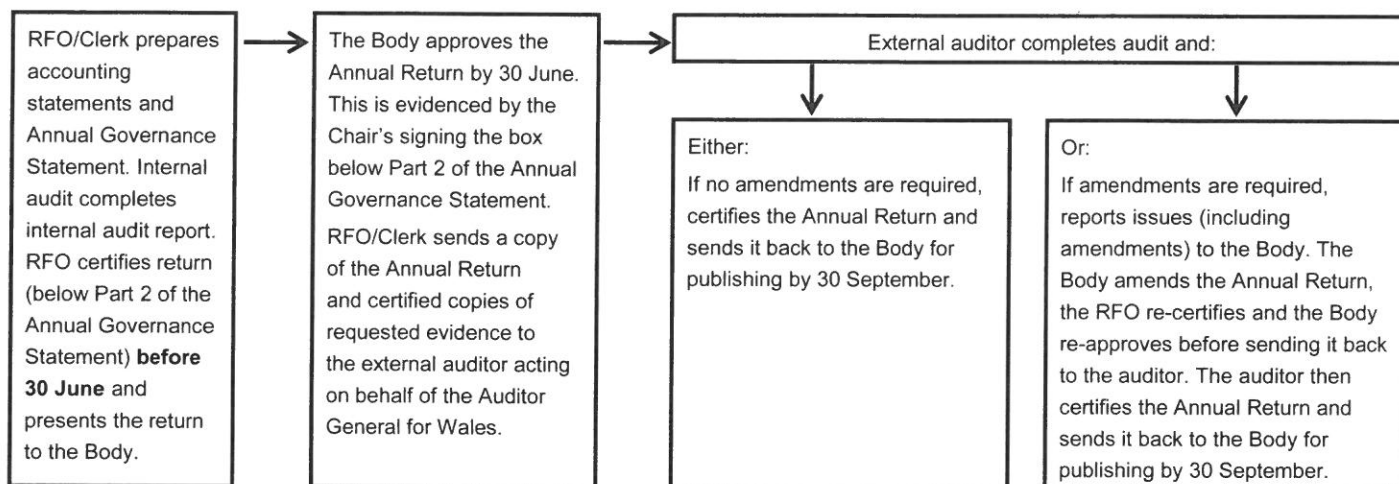 RFO/Clerk prepares
accounting
statements and
Annual Governance
Statement. Internal
audit completes
internal audit report.
RFO certifies return
(below Part 2 of the
Annual Governance
Statement) before
30 June and
presents the return
to the Body.
The Body approves the
Annual Return by 30 June.
This is evidenced by the
Chair's signing the box
below Part 2 of the Annual
Governance Statement.
RFO/Clerk sends a copy
of the Annual Return
and certified copies of
requested evidence to
the external auditor acting
on behalf of the Auditor
General for Wales.
External auditor completes audit and:
Either:
If no amendments are required,
certifies the Annual Return and
sends it back to the Body for
publishing by 30 September.
Or:
If amendments are required,
reports issues (including
amendments) to the Body. The
Body amends the Annual Return,
the RFO re-certifies and the Body
re-approves before sending it back
to the auditor. The auditor then
certifies the Annual Return and
sends it back to the Body for
publishing by 30 September.